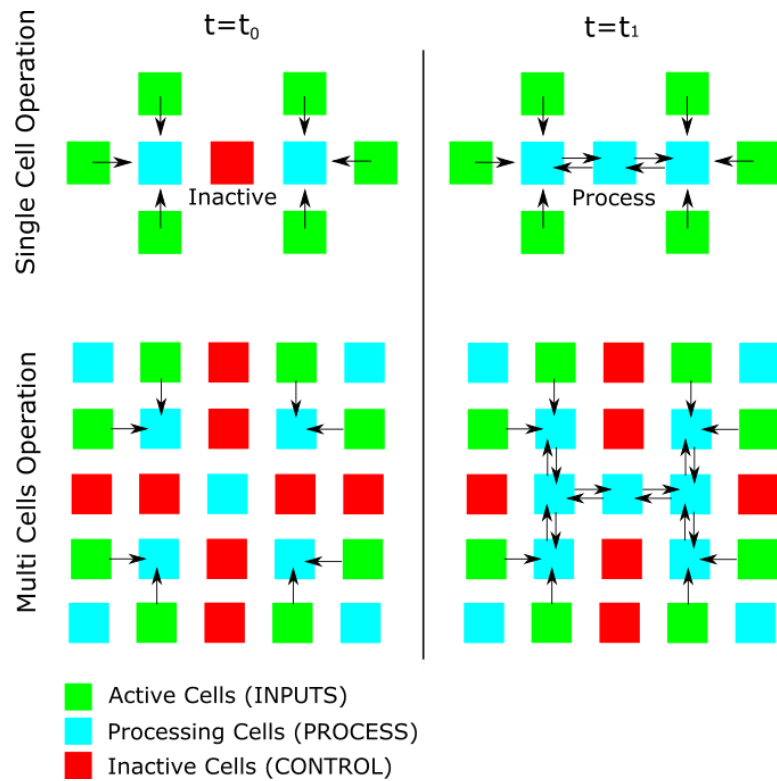 t=t0
t=t1
Single Cell Operation
Inactive
Process
Multi Cells Operation
Active Cells (INPUTS)
Processing Cells (PROCESS)
Inactive Cells (CONTROL)